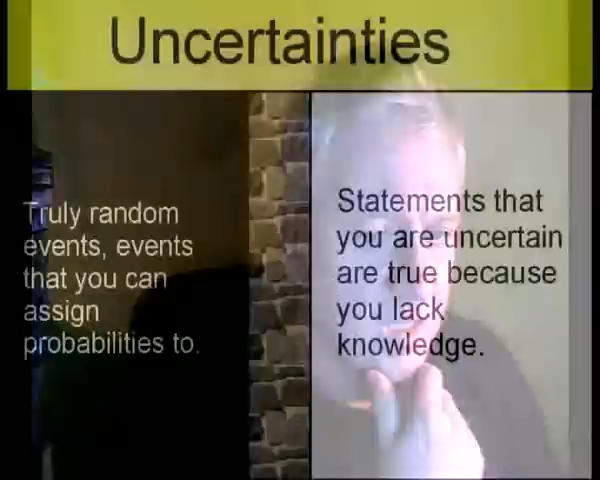 Uncertainties
Truly random
events, events
that you can
assign
probabilities to.
Statements that
you are uncertain
are true because
you lack
knowledge.